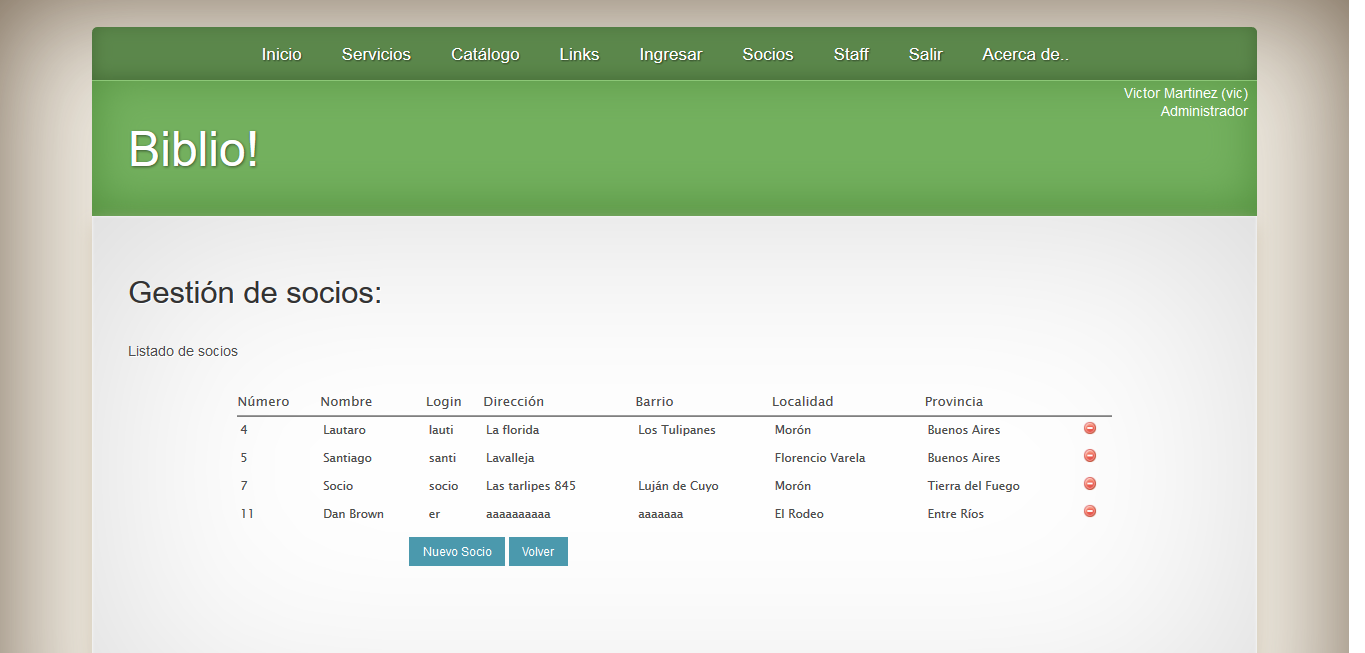 Inicio Servicios Catálogo Links Ingresar Socios Staff Salir Acerca de..
Victor Martinez (vic)
Administrador
Biblio!
Gestión de socios:
Listado de socios
Número Nombre Login Dirección Barrio Localidad Provincia
4 Lautaro lauti La florida Los Tulipanes Morón Buenos Aires
5 Santiago santi Lavalleja Florencio Varela Buenos Aires
7 Socio socio Las tarlipes 845 Luján de Cuyo Morón Tierra del Fuego
11 Dan Brown er aaaaaaaaaa aaaaaaa El Rodeo Entre Ríos
Nuevo Socio Volver